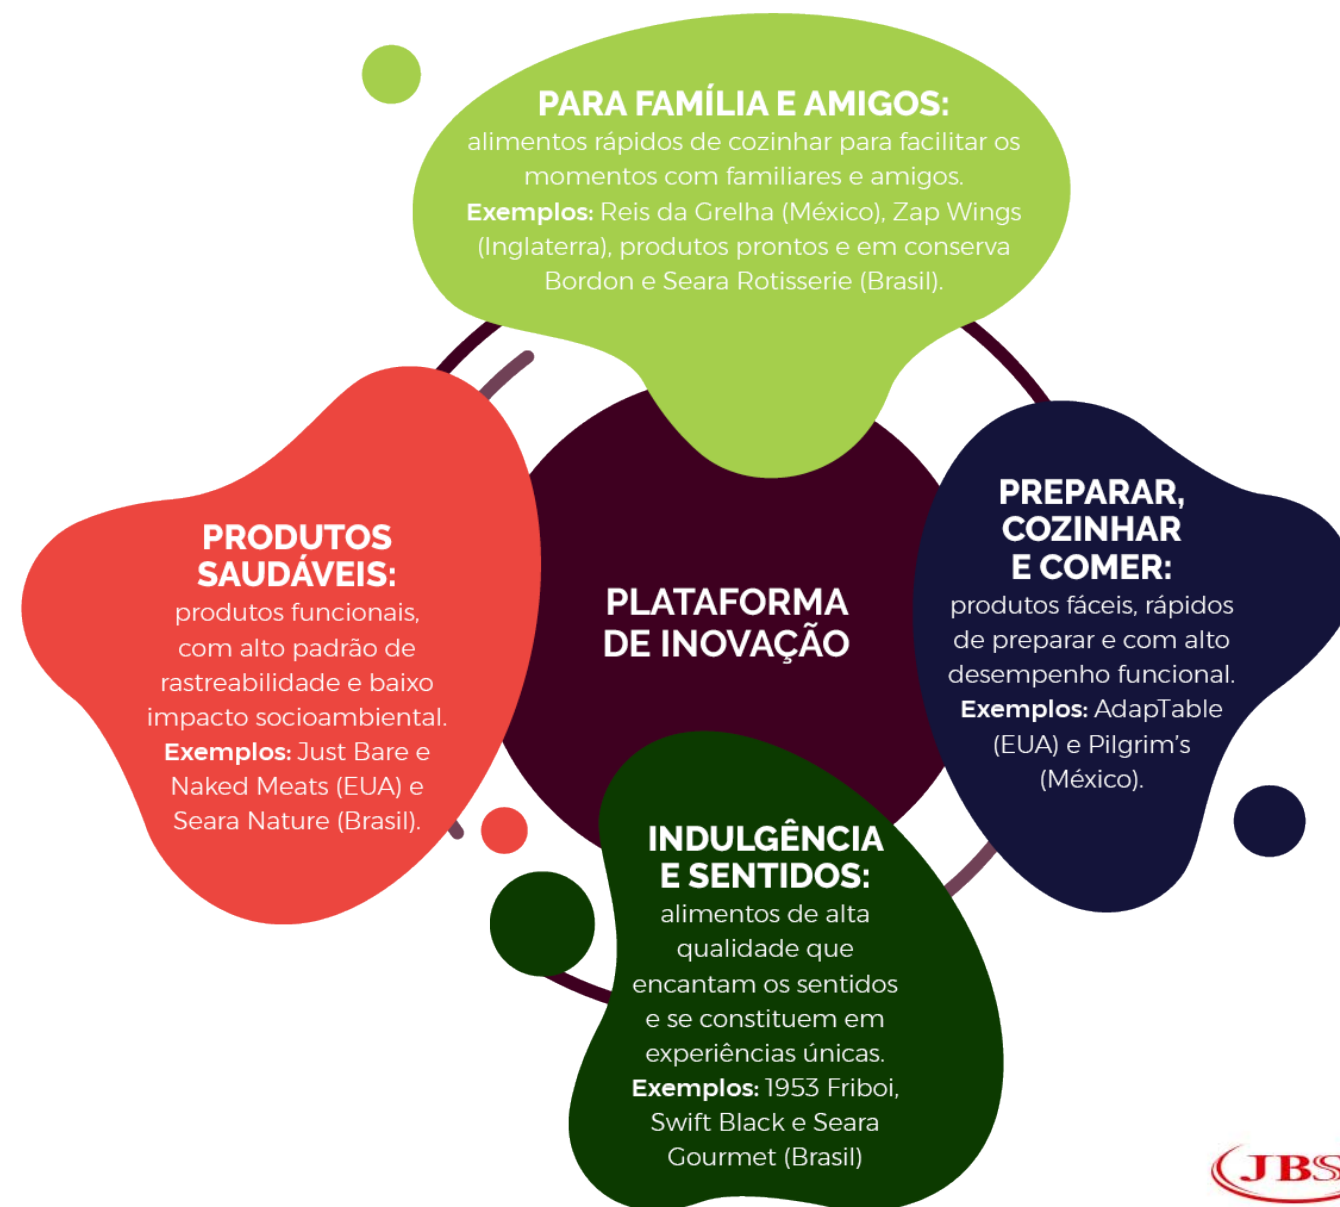 PARA FAMÍLIA E AMIGOS:
alimentos rápidos de cozinhar para facilitar os
momentos com familiares e amigos.
Exemplos: Reis da Grelha (México), Zap Wings
(Inglaterra), produtos prontos e em conserva
Bordon e Seara Rotisserie (Brasil).
PRODUTOS
SAUDÁVEIS:
produtos funcionais,
com alto padrão de
rastreabilidade e baixo
impacto socioambiental.
Exemplos: Just Bare e
Naked Meats (EUA) e
Seara Nature (Brasil).
PLATAFORMA
DE INOVAÇÃO
PREPARAR,
COZINHAR
E COMER:
produtos fáceis, rápidos
de preparar e com alto
desempenho funcional.
Exemplos: AdapTable
(EUA) e Pilgrim’s
(México).
INDULGÊNCIA
E SENTIDOS:
alimentos de alta
qualidade que
encantam os sentidos
e se constituem em
experiências únicas.
Exemplos: 1953 Friboi,
Swift Black e Seara
Gourmet (Brasil)
JBS